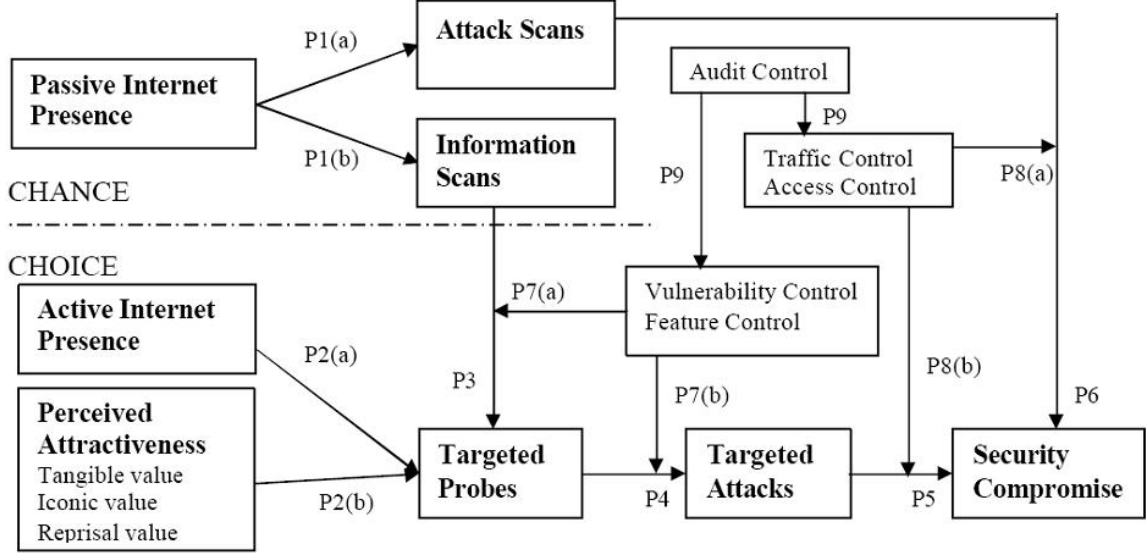 Passive Internet
Presence
P1(a)
P1(b)
Attack Scans
Information
Scans
Audit Control
P9
P9
Traffic Control
Access Control
P8(a)
CHANCE
CHOICE
Active Internet
Presence
P2(a)
Perceived
Attractiveness
Tangible value
Iconic value
Reprisal value
P2(b)
P7(a)
Vulnerability Control
Feature Control
P3
P7(b)
P8(b)
P6
Targeted
Probes
P4
Targeted
Attacks
P5
Security
Compromise